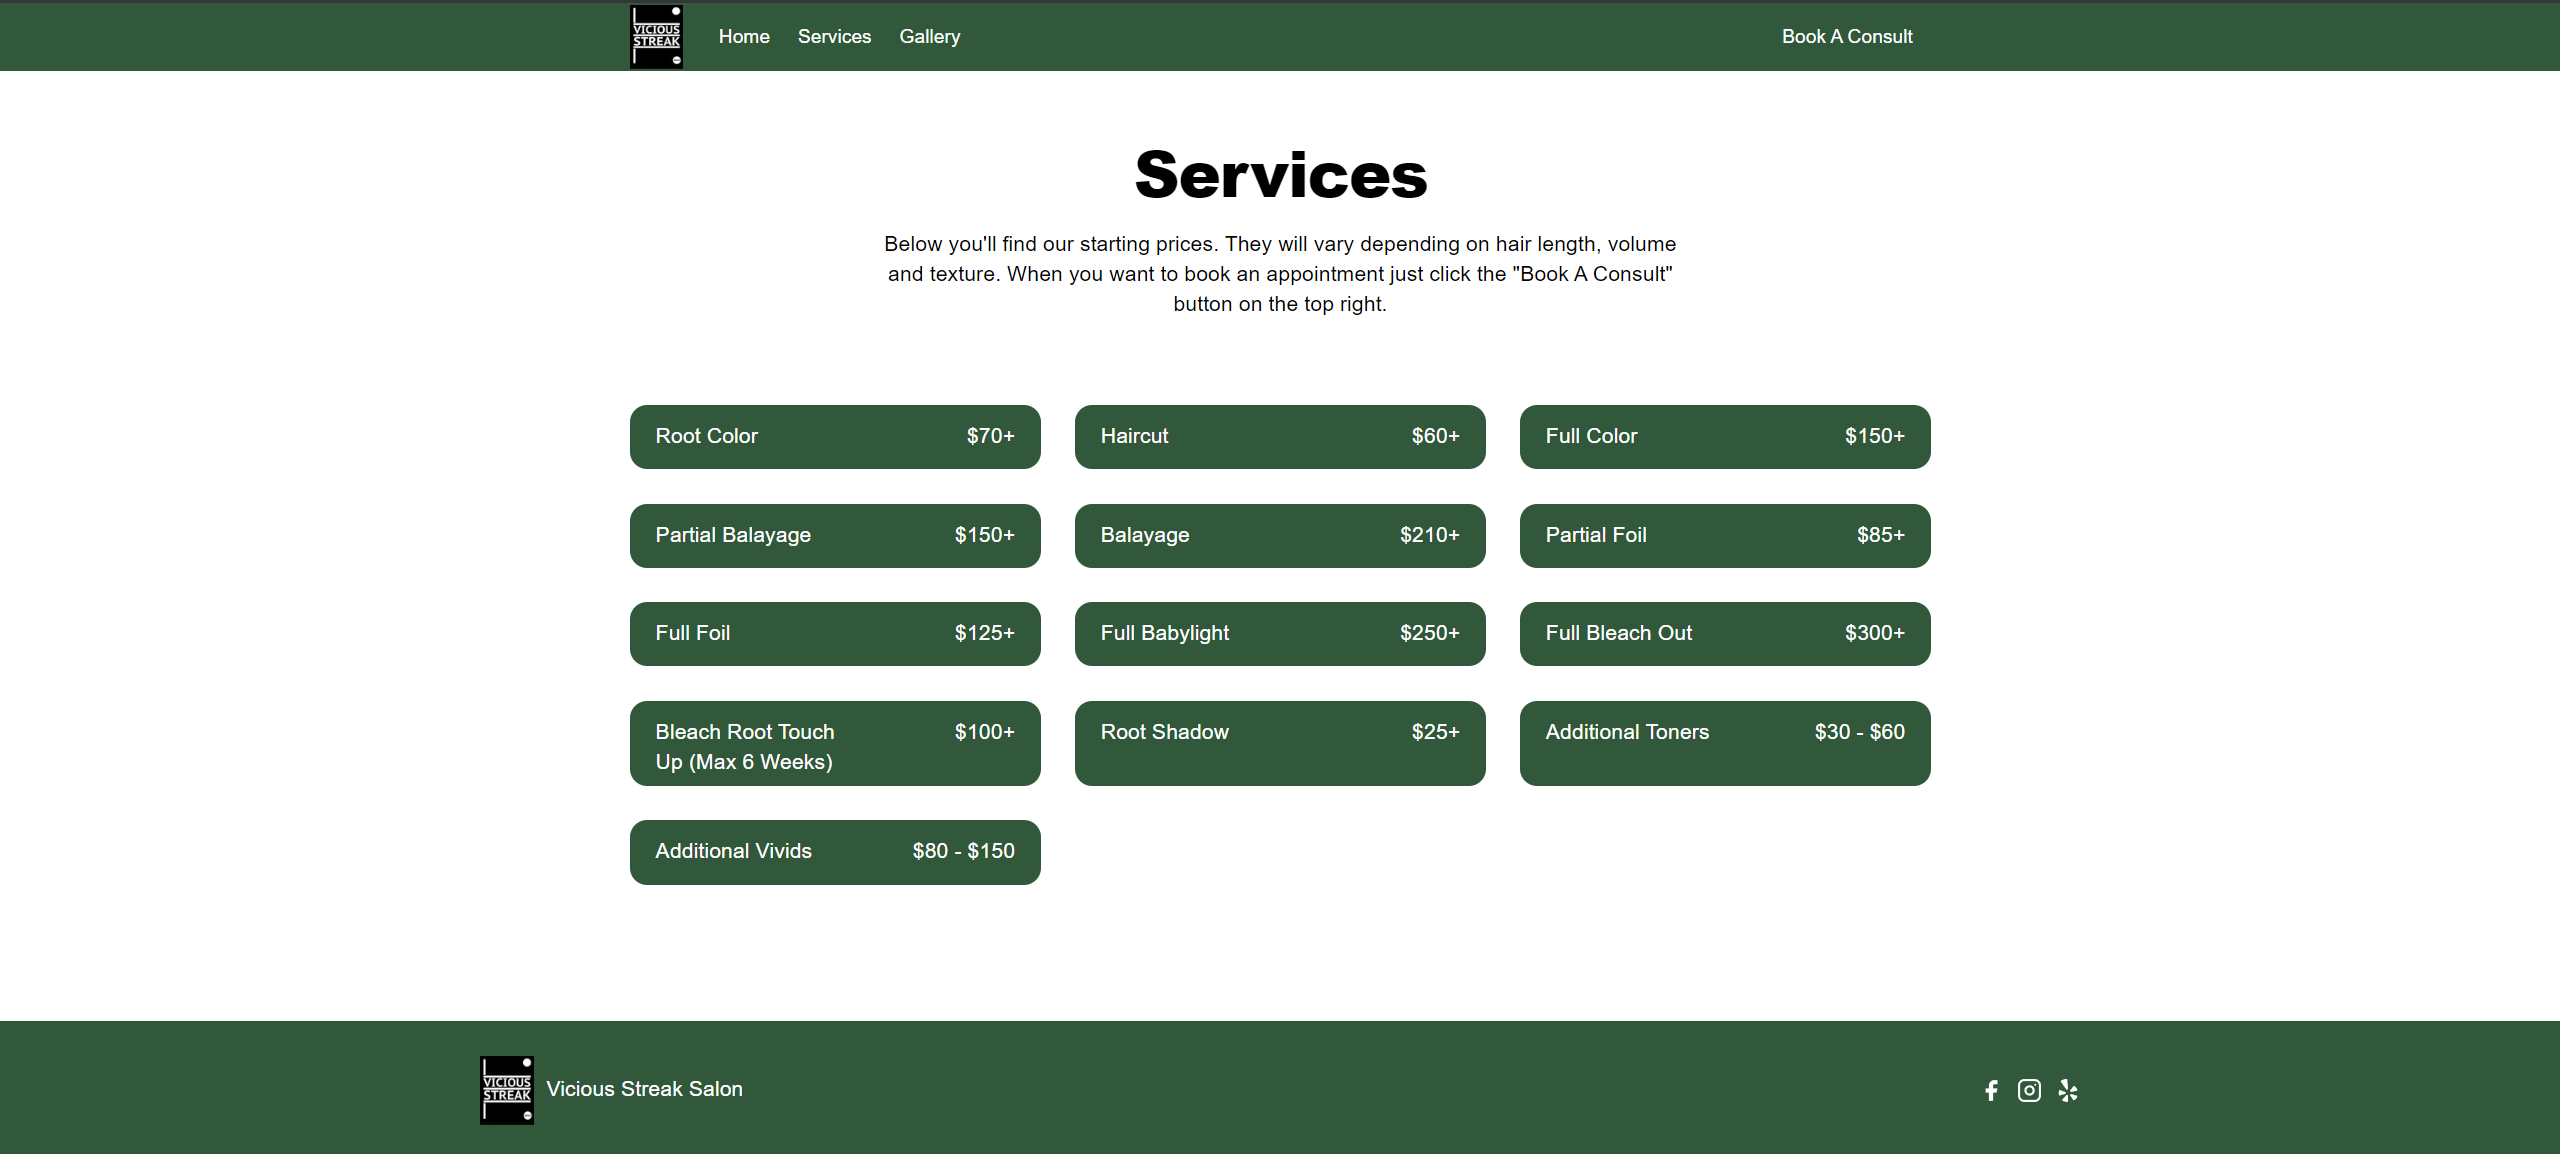 VICIOUS
STREAK
Home Services Gallery Book A Consult
Services
Below you'll find our starting prices. They will vary depending on hair length, volume
and texture. When you want to book an appointment just click the "Book A Consult"
button on the top right.
Root Color $70+
Haircut $60+
Full Color $150+
Partial Balayage $150+
Balayage $210+
Partial Foil $85+
Full Foil $125+
Full Babylight $250+
Full Bleach Out $300+
Bleach Root Touch $100+
Up (Max 6 Weeks)
Root Shadow $25+
Additional Toners $30 - $60
Additional Vivids $80 - $150
VICIOUS
STREAK
Vicious Streak Salon